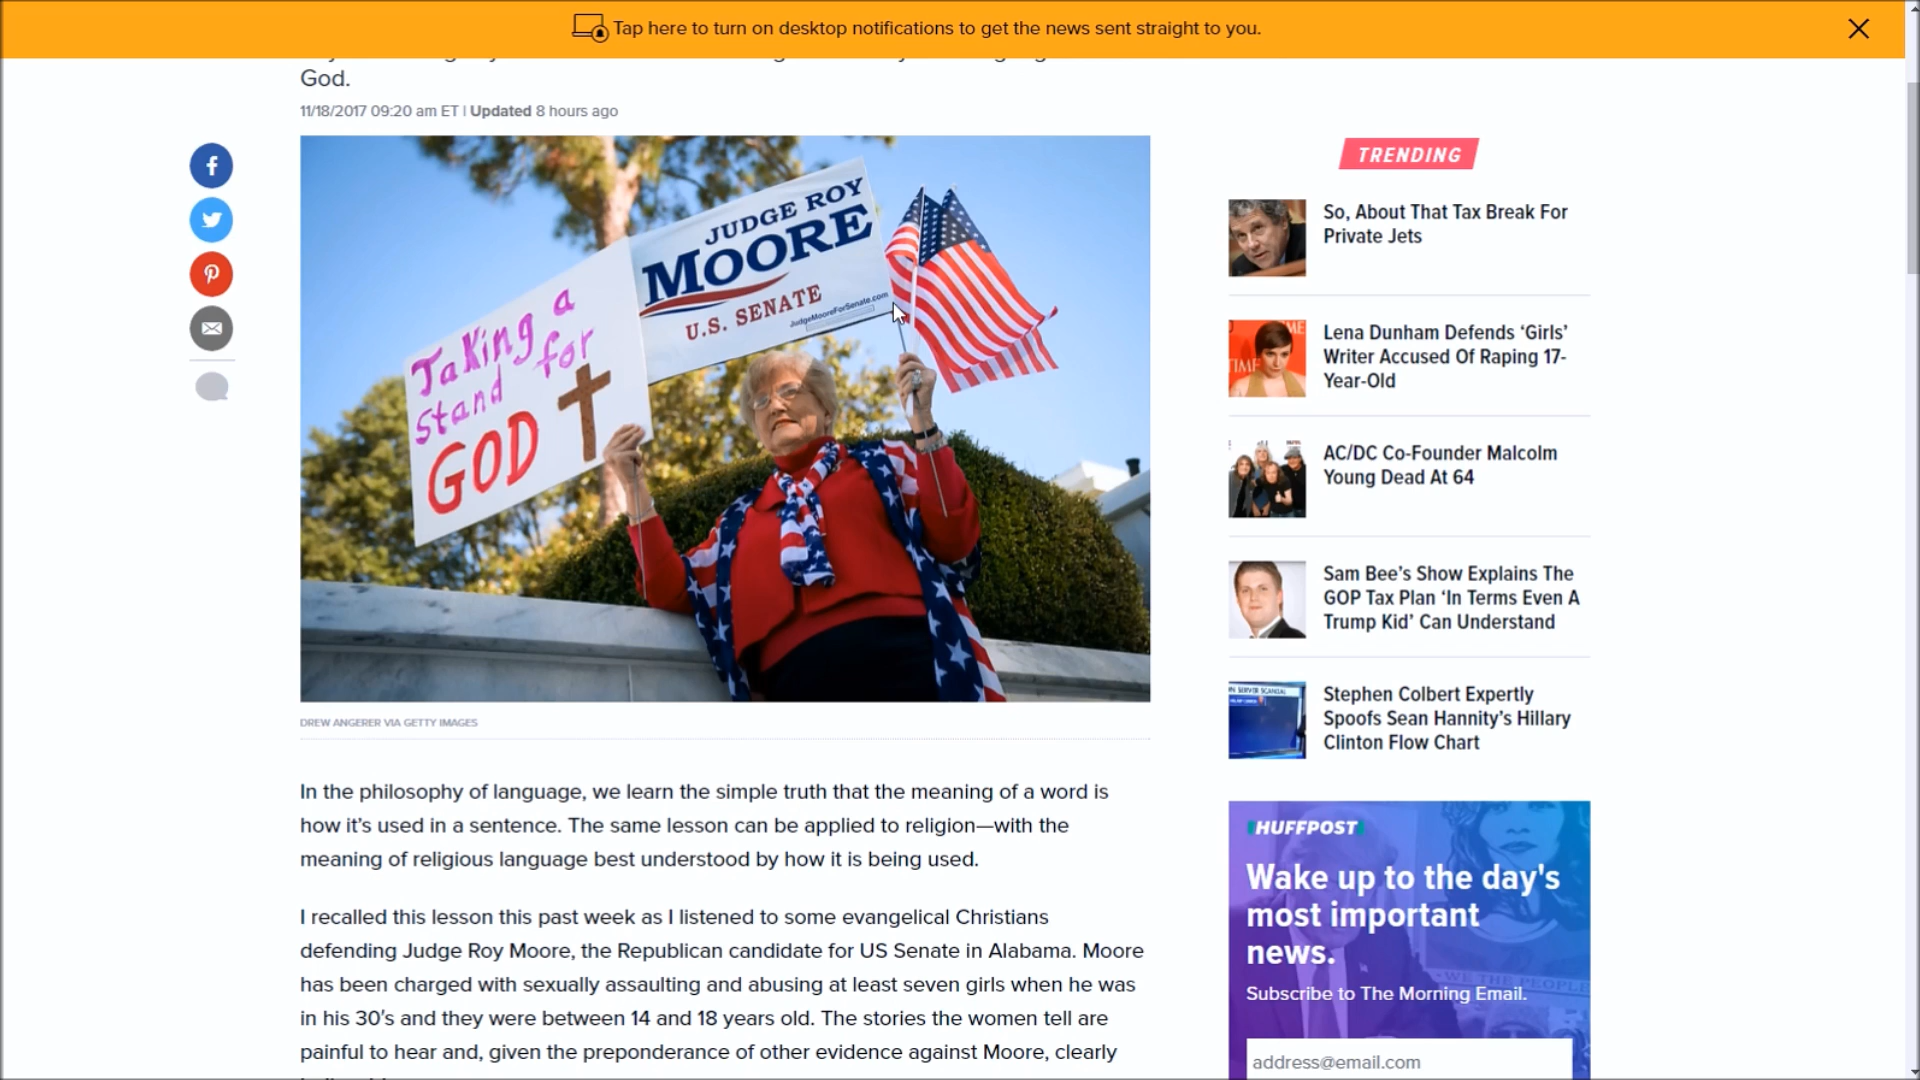 Tap here to turn on desktop notifications to get the news sent straight to you.
God.
11/18/2017 09:20 am ET | Updated 8 hours ago
JUDGE ROY
MOORE
U.S. SENATE
JudgeMooreForSenate.com
Taking a
stand for
GOD
DREW ANGERER VIA GETTY IMAGES
In the philosophy of language, we learn the simple truth that the meaning of a word is
how it's used in a sentence. The same lesson can be applied to religion—with the
meaning of religious language best understood by how it is being used.
I recalled this lesson this past week as I listened to some evangelical Christians
defending Judge Roy Moore, the Republican candidate for US Senate in Alabama. Moore
has been charged with sexually assaulting and abusing at least seven girls when he was
in his 30's and they were between 14 and 18 years old. The stories the women tell are
painful to hear and, given the preponderance of other evidence against Moore, clearly
TRENDING
So, About That Tax Break For
Private Jets
TIME
Lena Dunham Defends ‘Girls’
Writer Accused Of Raping 17-
Year-Old
AC/DC Co-Founder Malcolm
Young Dead At 64
Sam Bee’s Show Explains The
GOP Tax Plan ‘In Terms Even A
Trump Kid’ Can Understand
Stephen Colbert Expertly
Spoofs Sean Hannity’s Hillary
Clinton Flow Chart
HUFFPOST
Wake up to the day's
most important
news.
WE THE PEOPLE
Subscribe to The Morning Email.
address@email.com